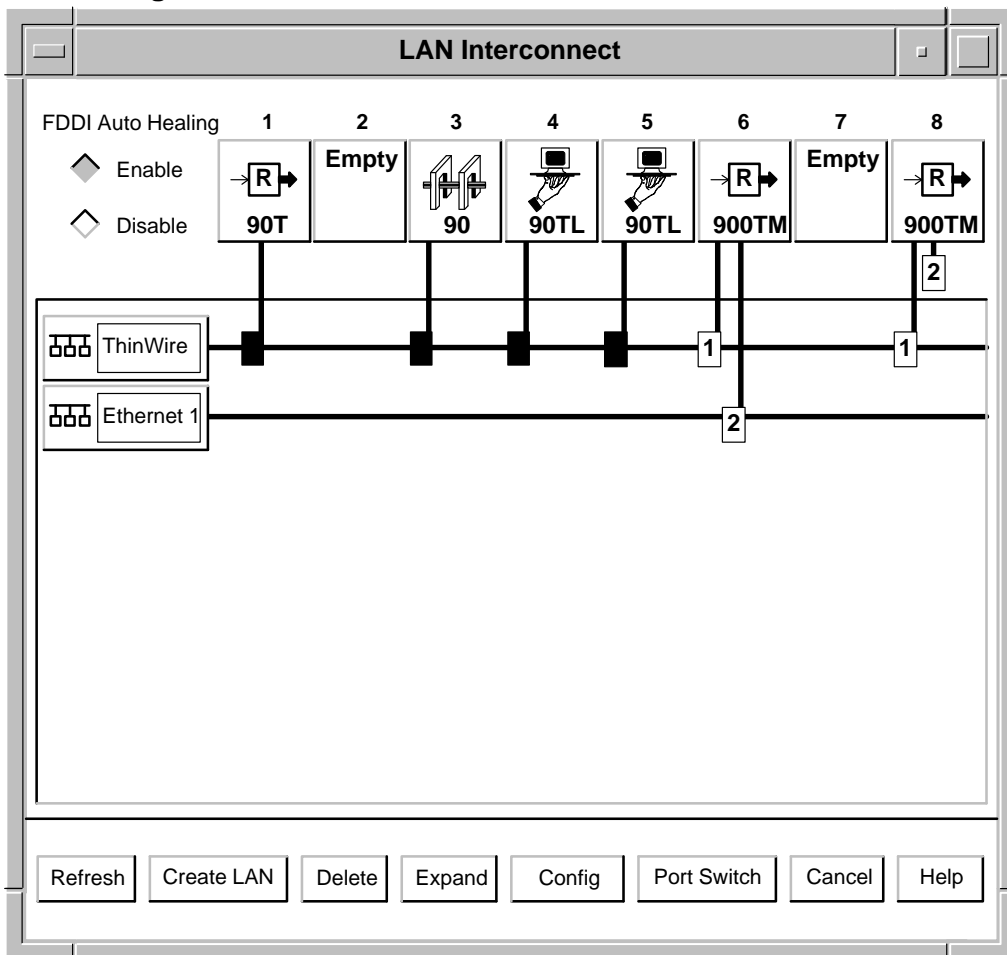 LAN Interconnect
FDDI Auto Healing 1 2 3 4 5 6 7 8
Enable
Disable
R
90T
Empty
90
90TL
90TL
R
900TM
Empty
R
900TM
2
ThinWire
1
1
Ethernet 1
2
Refresh Create LAN Delete Expand Config Port Switch Cancel Help